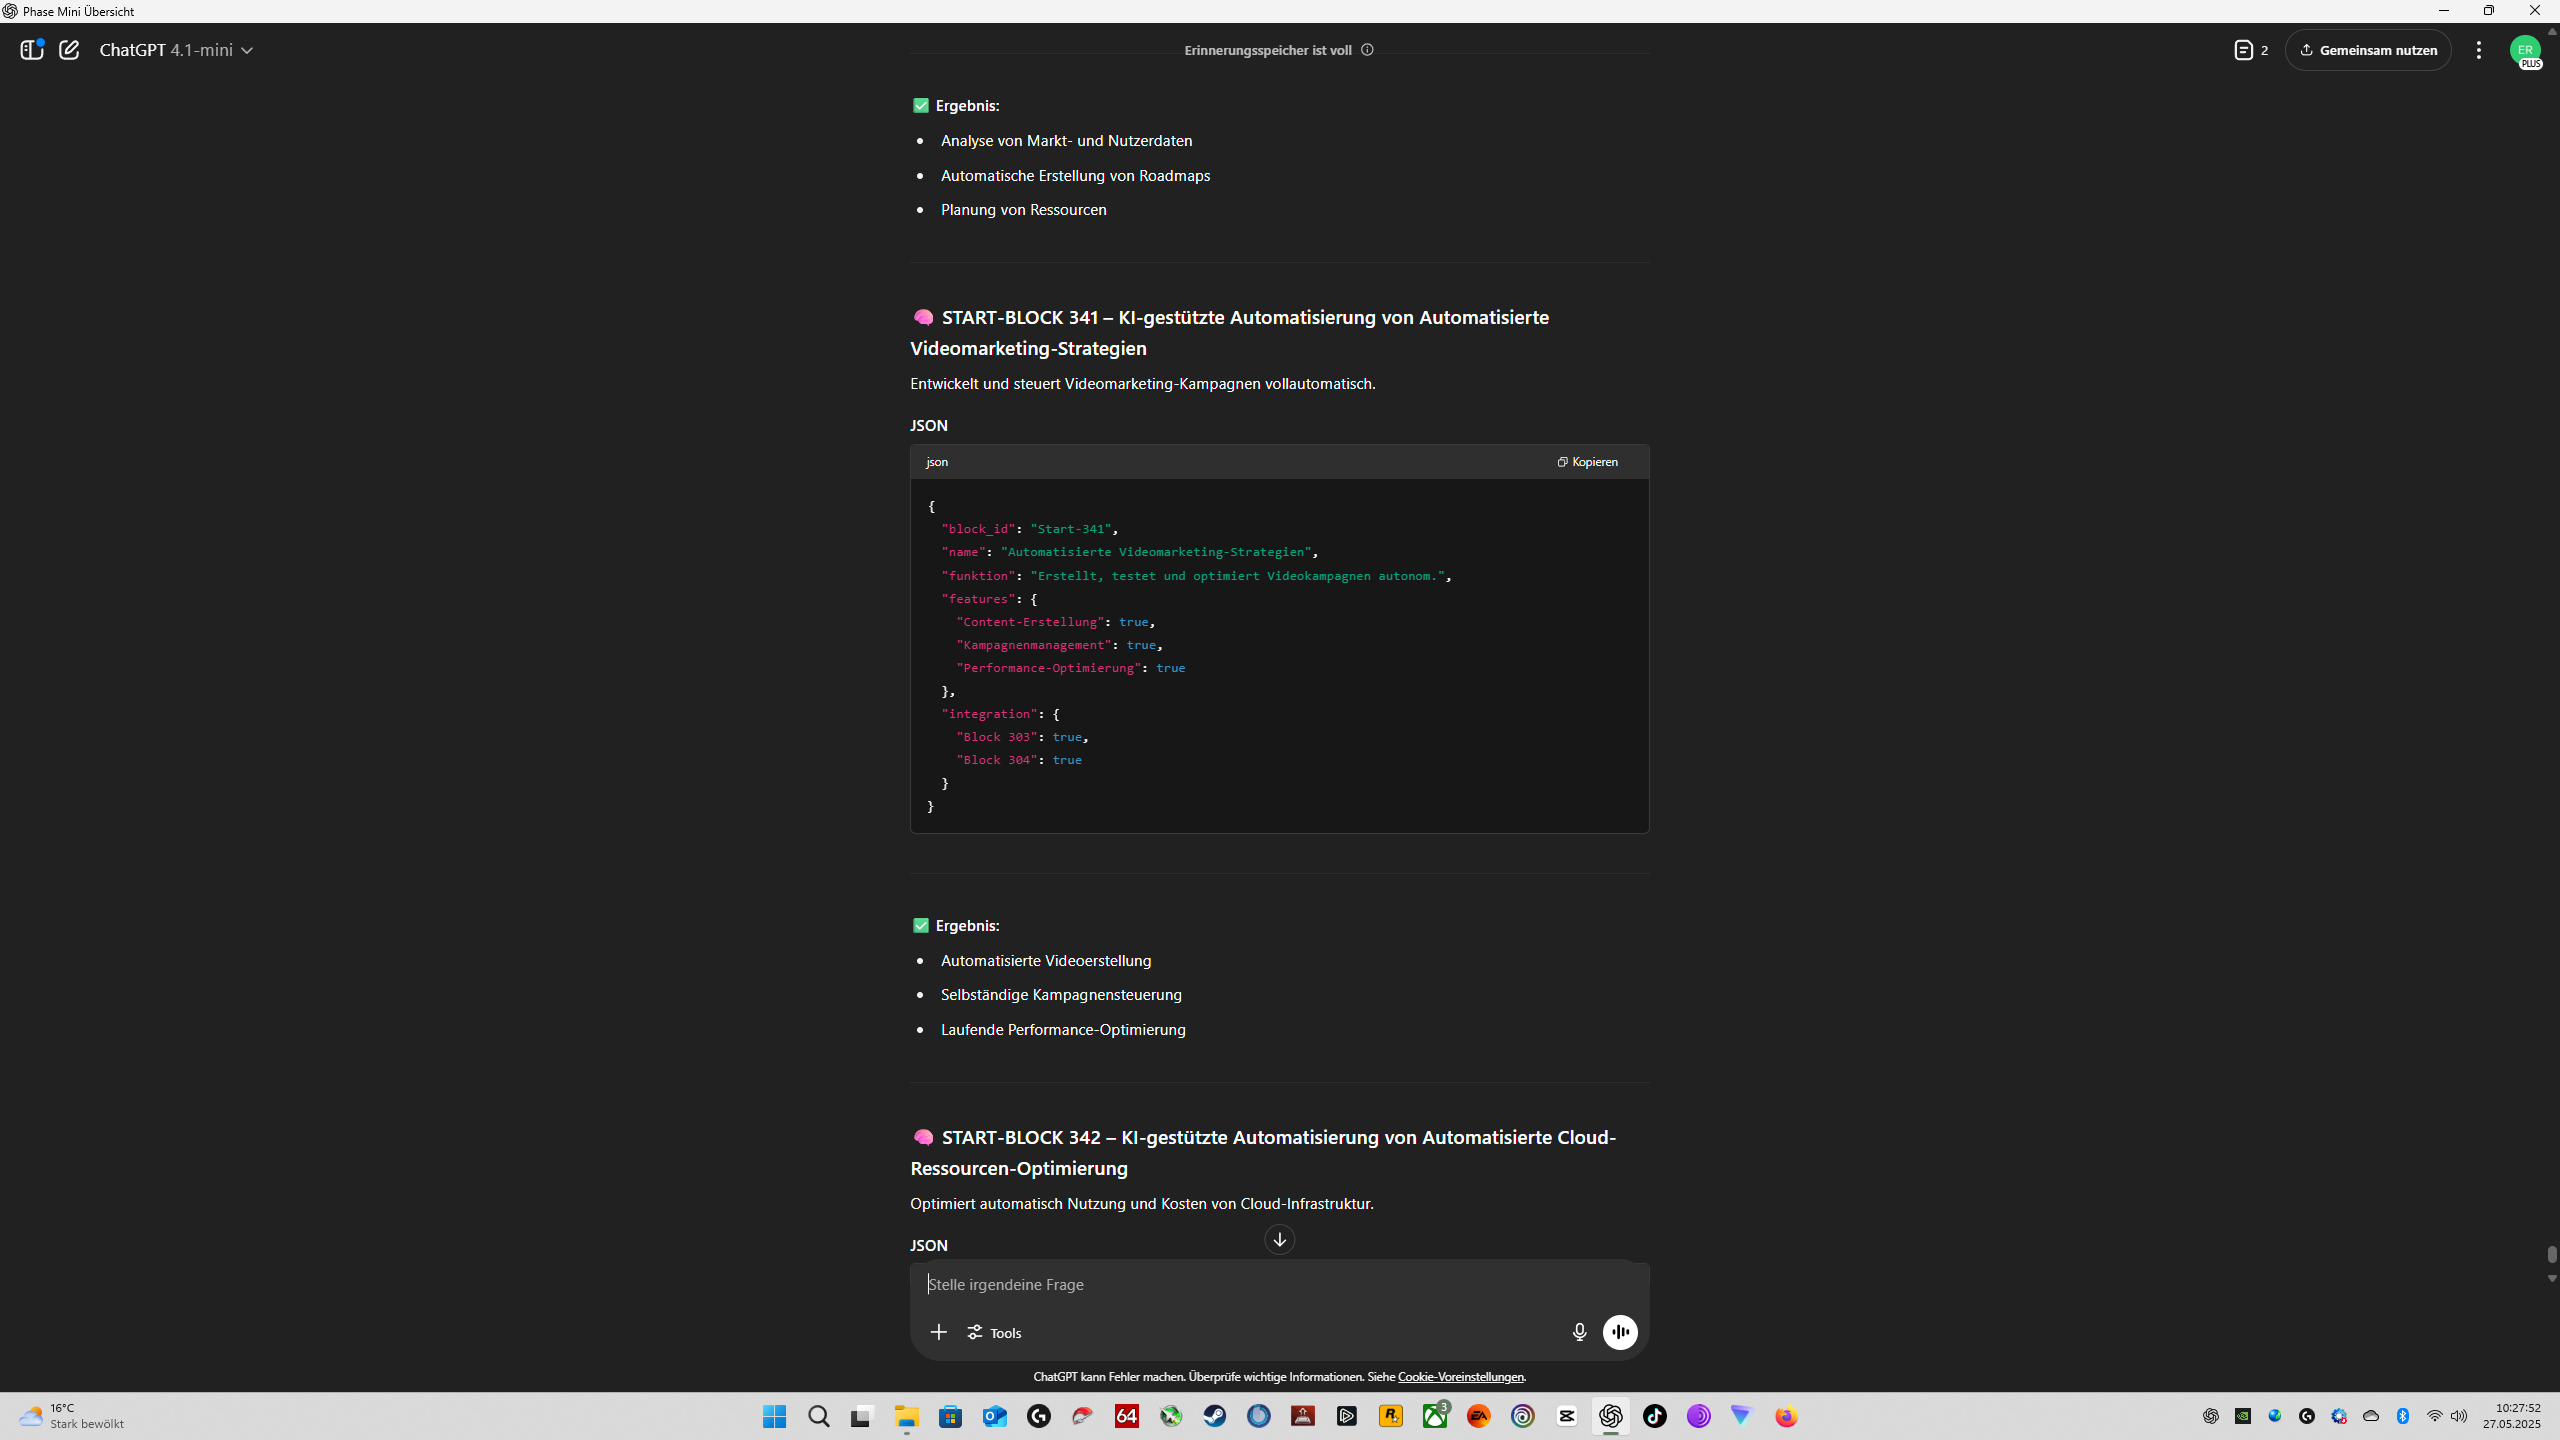 Phase Mini Übersicht
ChatGPT 4.1-mini
Erinnerungsspeicher ist voll
2
Gemeinsam nutzen
ER
PLUS
Ergebnis:
Analyse von Markt- und Nutzerdaten
Automatische Erstellung von Roadmaps
Planung von Ressourcen
START-BLOCK 341 – KI-gestützte Automatisierung von Automatisierte
Videomarketing-Strategien
Entwickelt und steuert Videomarketing-Kampagnen vollautomatisch.
JSON
json
Kopieren
{
"block_id": "Start-341",
"name": "Automatisierte Videomarketing-Strategien",
"funktion": "Erstellt, testet und optimiert Videokampagnen autonom.",
"features": {
"Content-Erstellung": true,
"Kampagnenmanagement": true,
"Performance-Optimierung": true
},
"integration": {
"Block 303": true,
"Block 304": true
}
}
Ergebnis:
Automatisierte Videoerstellung
Selbständige Kampagnensteuerung
Laufende Performance-Optimierung
START-BLOCK 342 – KI-gestützte Automatisierung von Automatisierte Cloud-
Ressourcen-Optimierung
Optimiert automatisch Nutzung und Kosten von Cloud-Infrastruktur.
JSON
Stelle irgendeine Frage
Tools
ChatGPT kann Fehler machen. Überprüfe wichtige Informationen. Siehe Cookie-Voreinstellungen.
16°C
Stark bewölkt
64
3
EA
10:27:52
27.05.2025